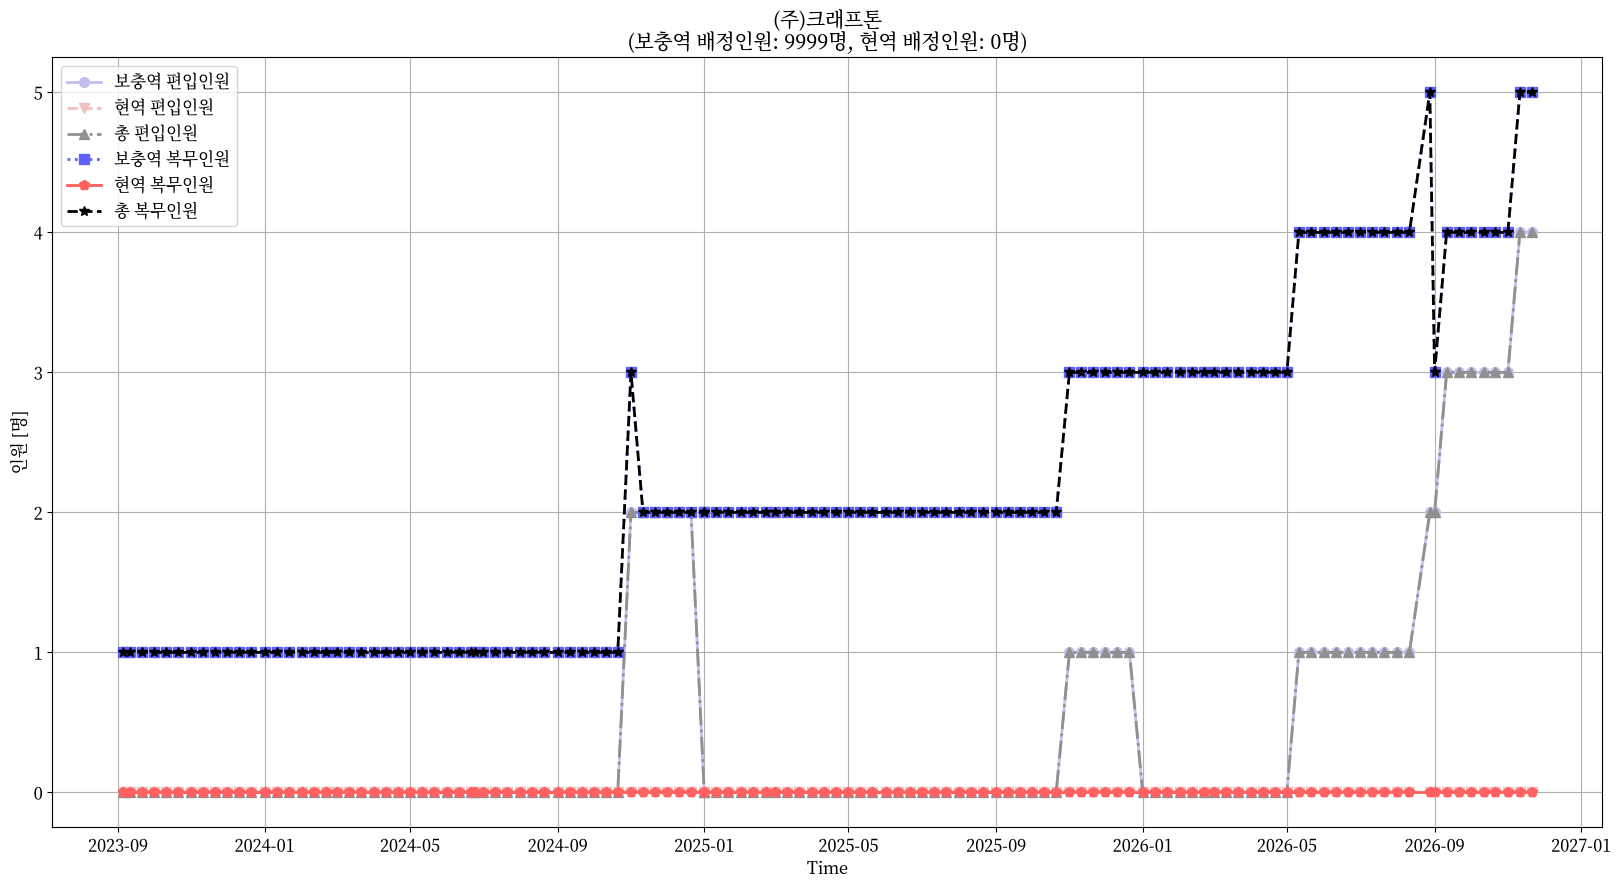 (주)크래프톤
(보충역 배정인원: 9999명, 현역 배정인원: 0명)
보충역 편입인원
현역 편입인원
총 편입인원
보충역 복무인원
현역 복무인원
총 복무인원
인원 [명]
5
4
3
2
1
0
2023-09
2024-01
2024-05
2024-09
2025-01
2025-05
2025-09
2026-01
2026-05
2026-09
2027-01
Time